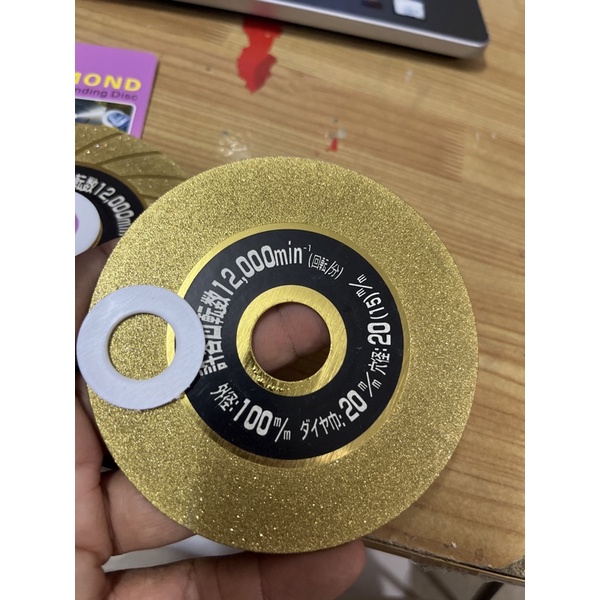 MOND
nding Disc
転数12,000min
許容回転数12,000min⁻¹(回転/分)
穴径:20(15)m/m
ダイヤ巾:20m/m
外径:100m/m